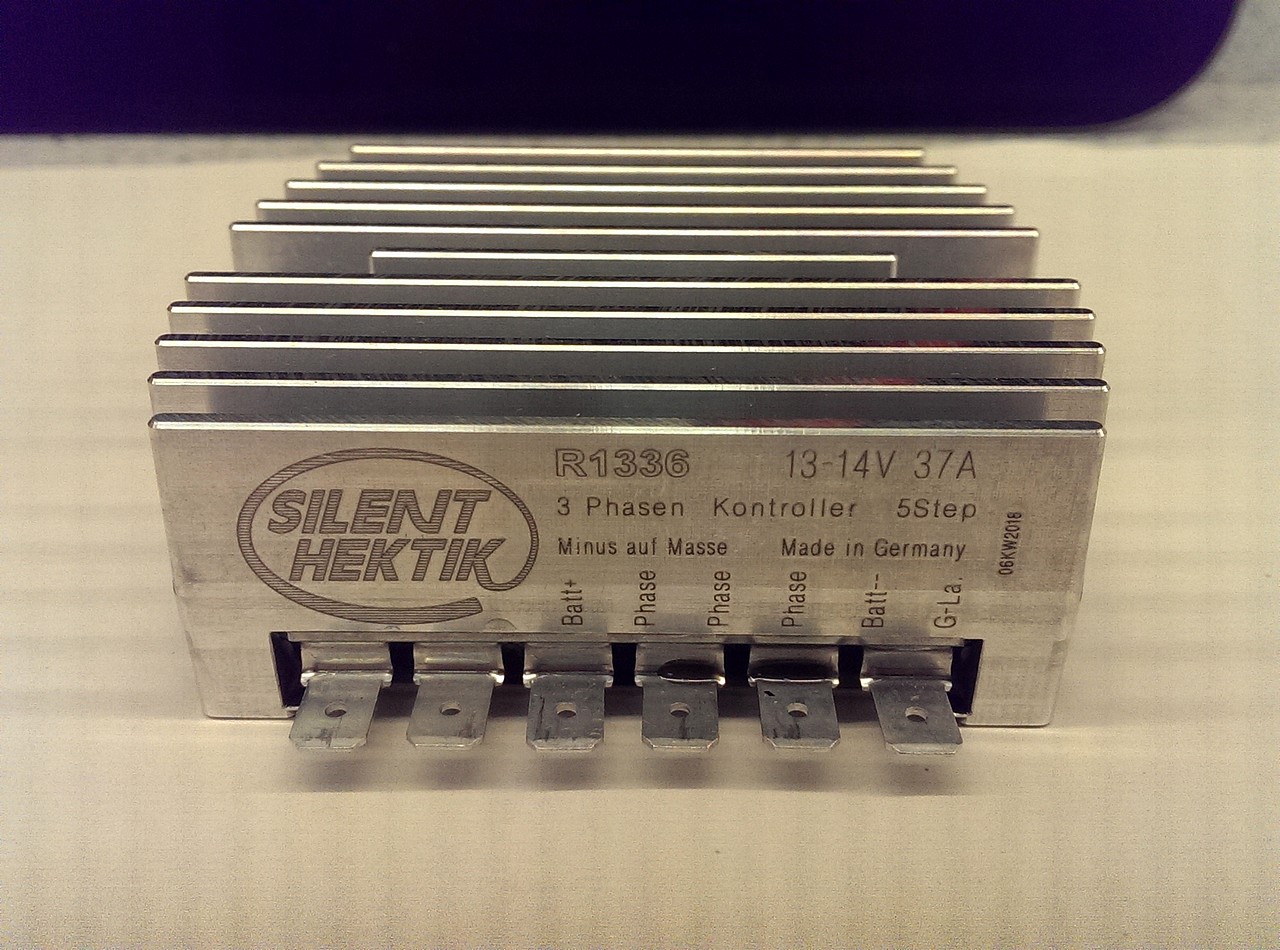 SILENT
HEKTIK
R1336 13-14V 37A
3 Phasen Kontroller 5Step
Minus auf Masse Made in Germany
06KW2018
Batt+
Phase
Phase
Phase
Batt--
G-La.